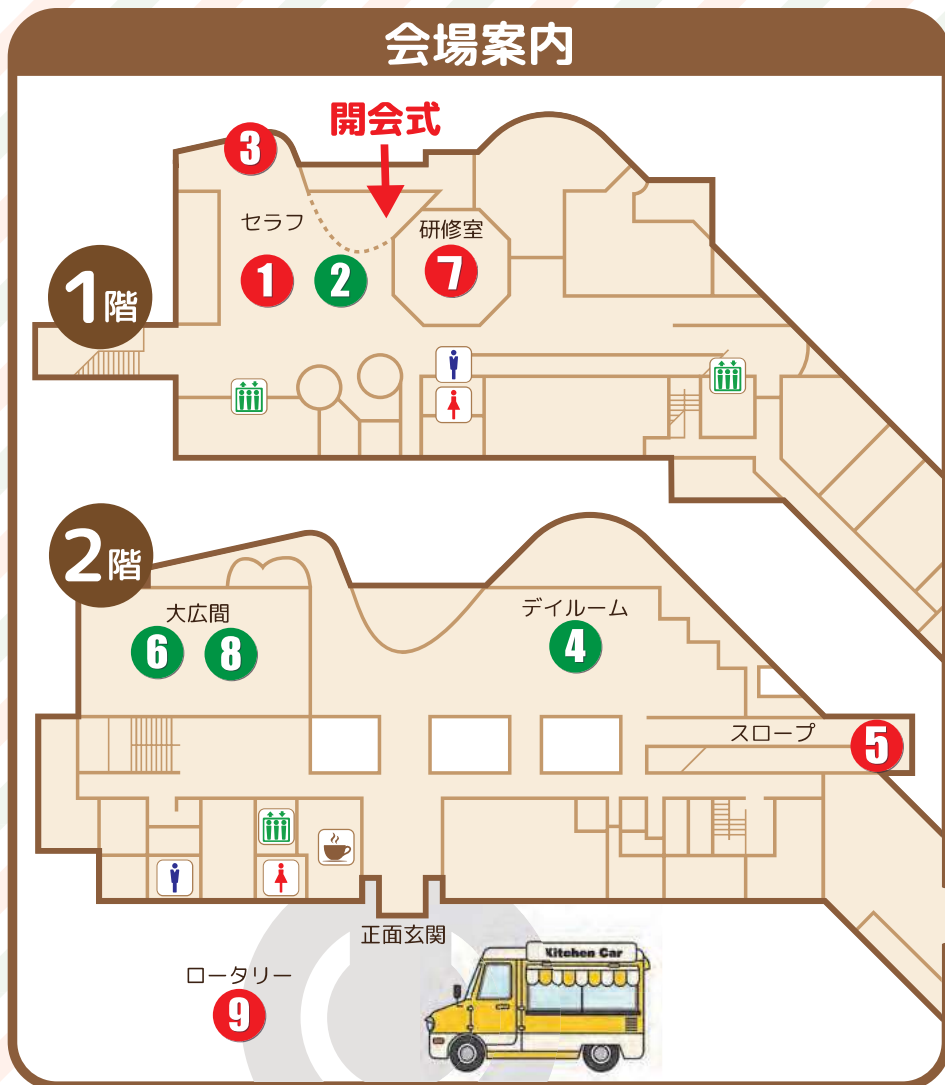 会場案内
開会式
3
セラフ
研修室
1
2
7
1階
2階
大広間
デイルーム
6
8
4
スロープ
5
正面玄関
Kitchen Car
ロータリー
9